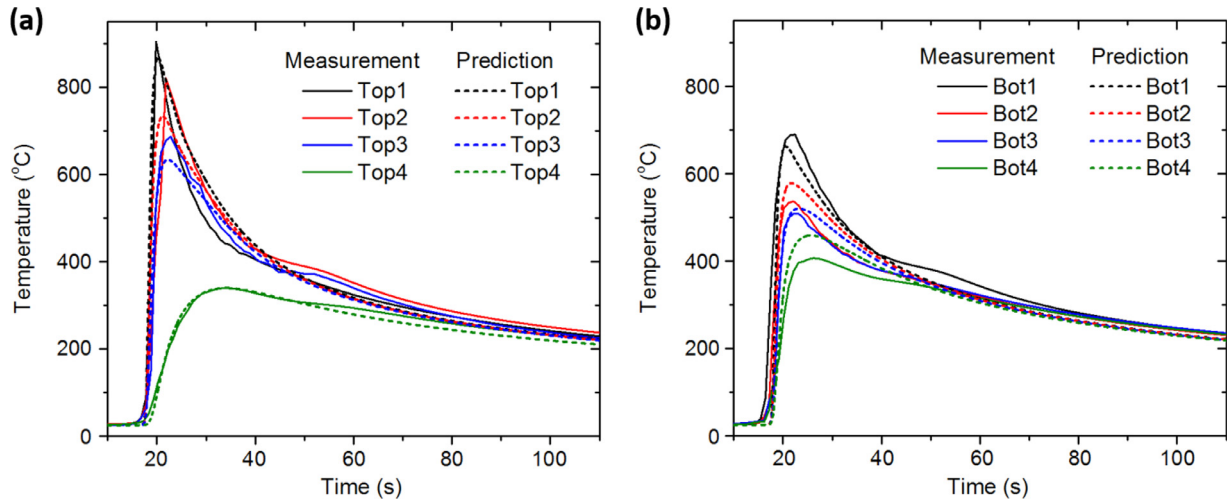 (a)
Measurement Prediction
Top1 Top1
Top2 Top2
Top3 Top3
Top4 Top4
Temperature (°C)
800
600
400
200
0
20 40 60 80 100
Time (s)
(b)
Measurement Prediction
Bot1 Bot1
Bot2 Bot2
Bot3 Bot3
Bot4 Bot4
Temperature (°C)
800
600
400
200
0
20 40 60 80 100
Time (s)